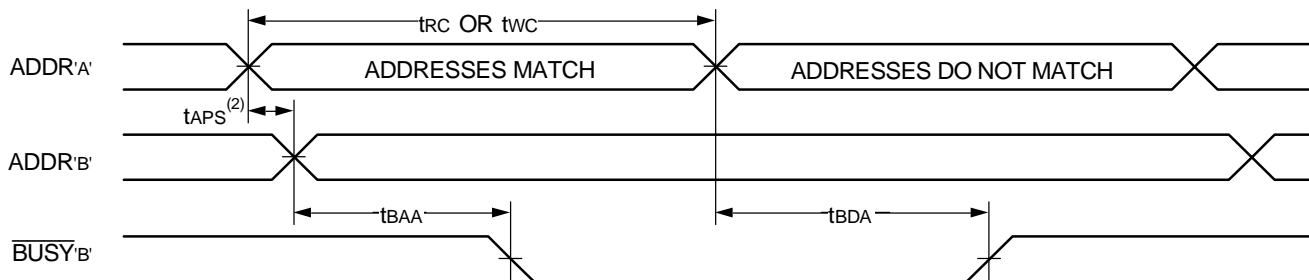 tRC OR tWC
ADDR'A'
ADDRESSES MATCH
ADDRESSES DO NOT MATCH
tAPS(2)
ADDR'B'
tBAA
tBDA
BUSY'B'